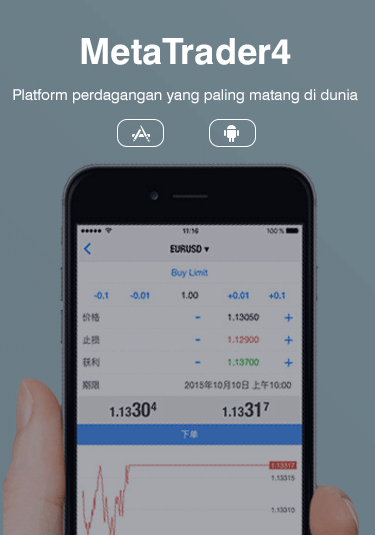 MetaTrader4
Platform perdagangan yang paling matang di dunia
11:16 100%
EURUSD ▾
Buy Limit
-0.1 -0.01 1.00 +0.01 +0.1
价格 - 1.13050 +
止损 - 1.12900 +
获利 - 1.13700 +
期限 2015年10月10日 上午10:00
1.13304 1.13317
下单
1.13317
1.13315
1.13310